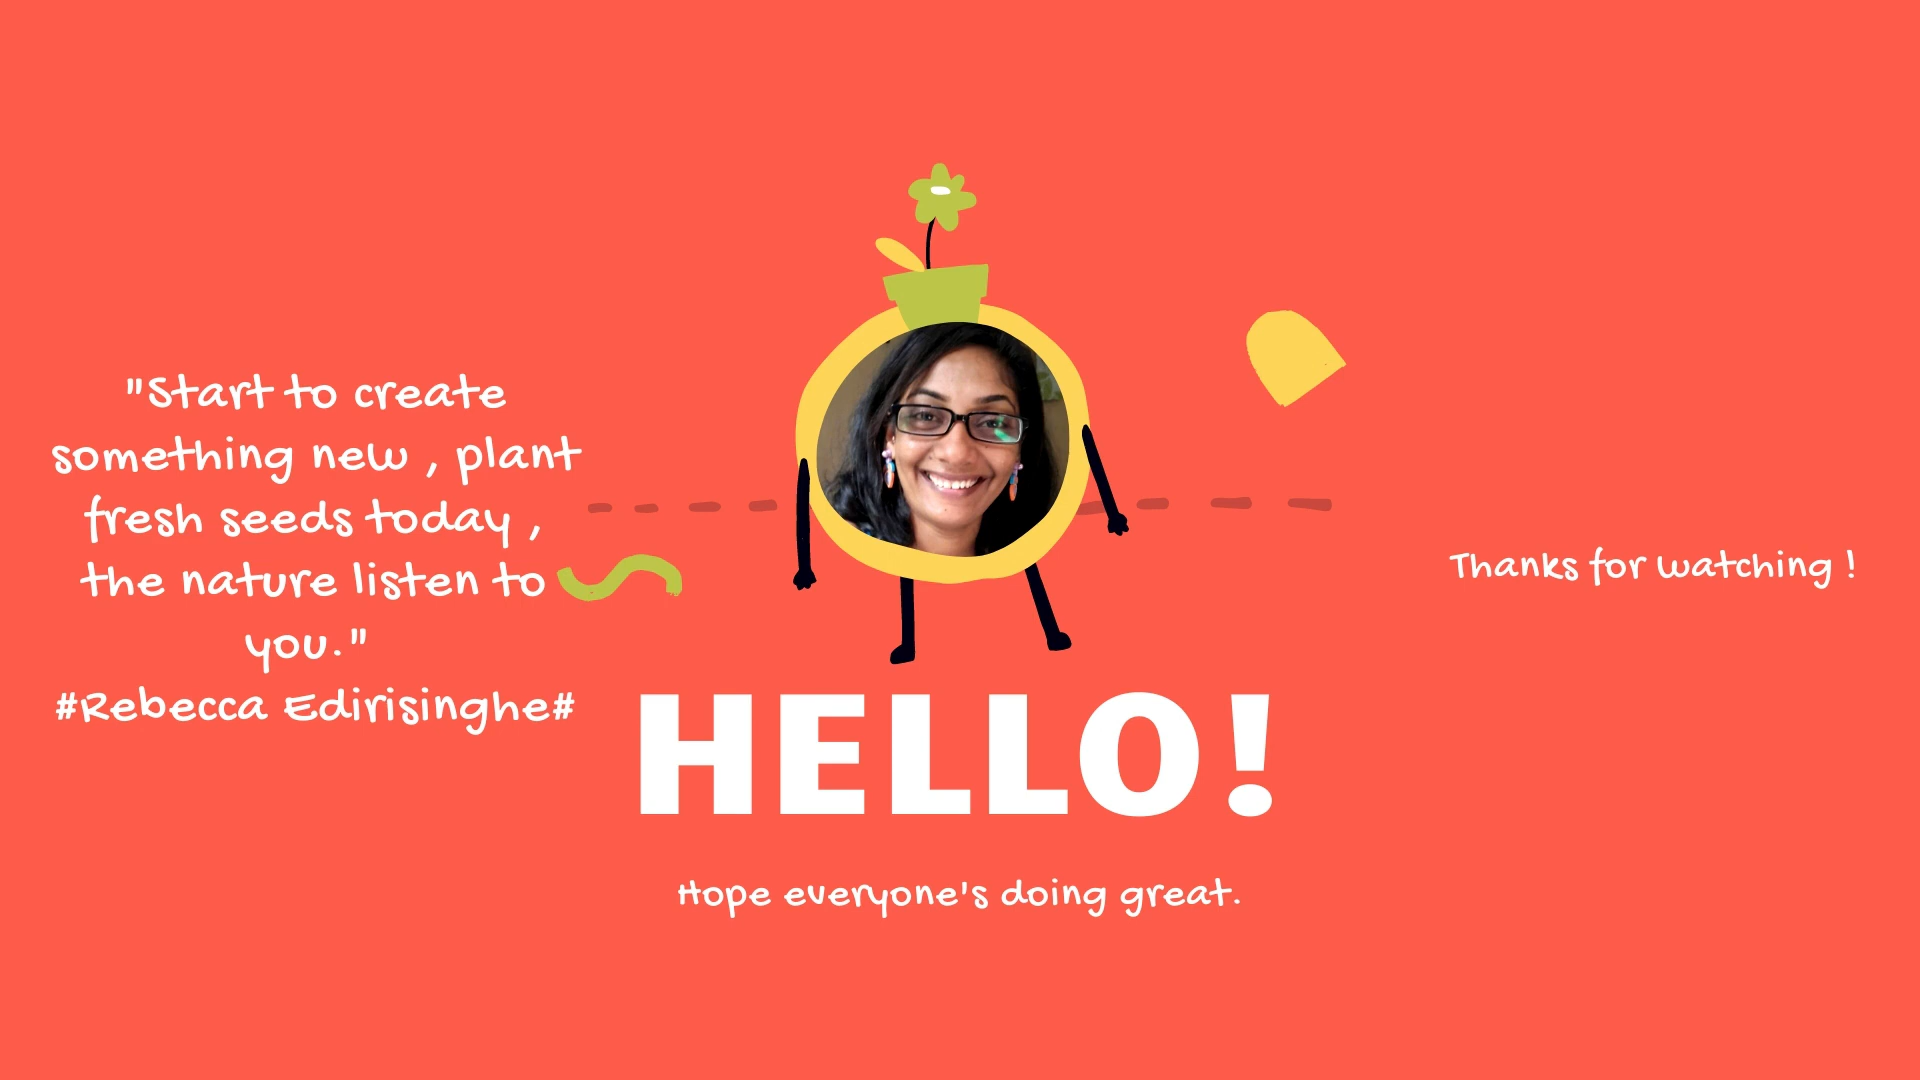 "Start to create
something new , plant
fresh seeds today ,
the nature listen to
you."
#Rebecca Edirisinghe#
HELLO!
Hope everyone's doing great.
Thanks for watching !